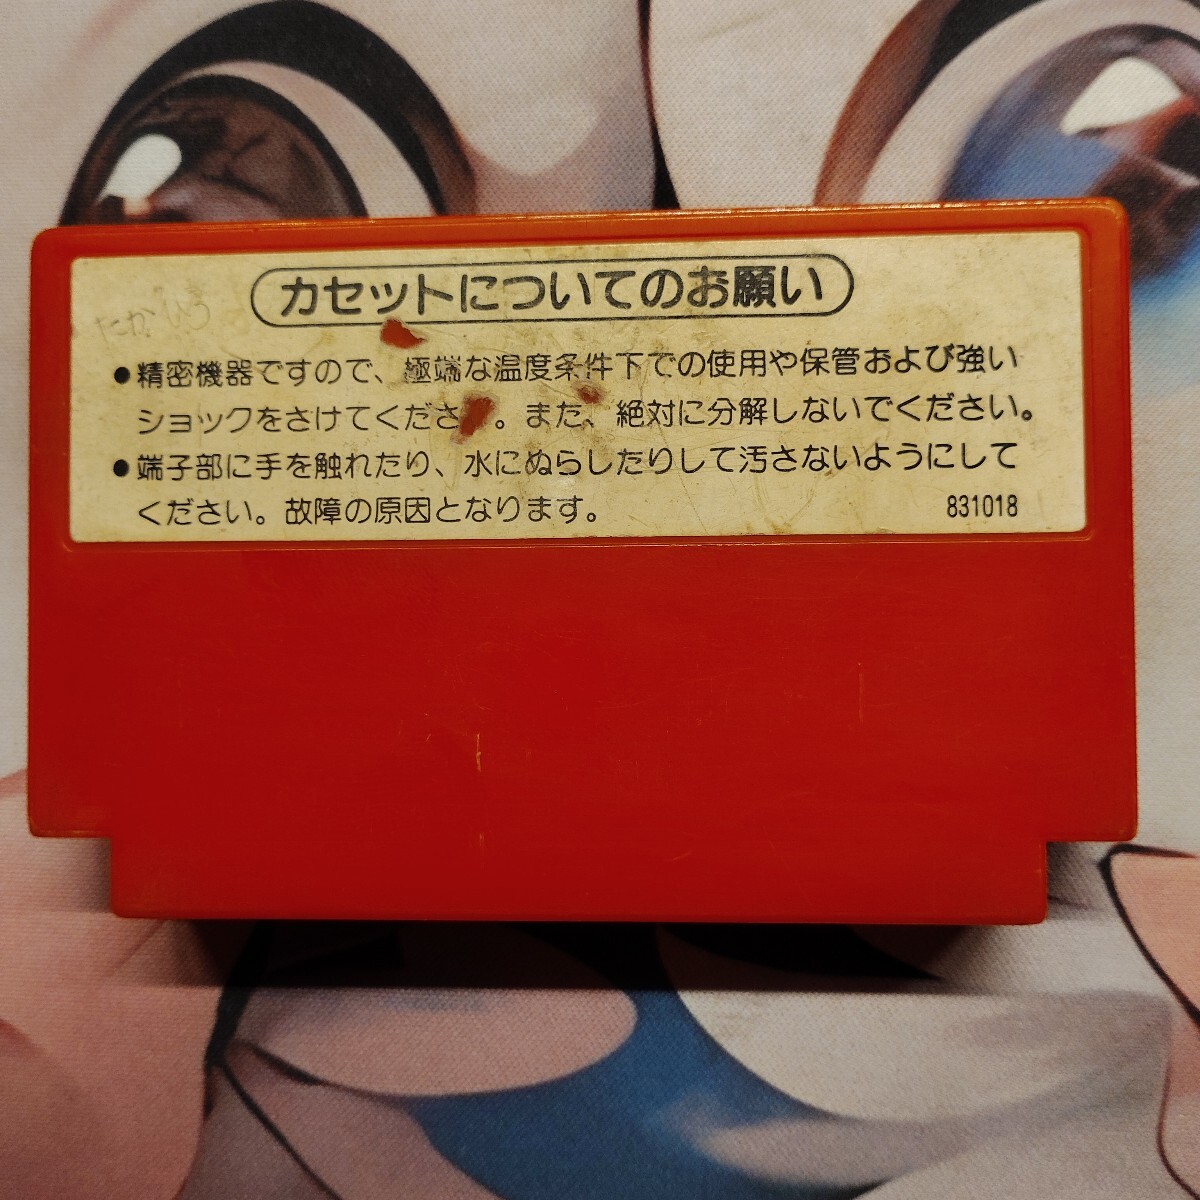 カセットについてのお願い
たかひろ
●精密機器ですので、極端な温度条件下での使用や保管および強い
ショックをさけてくださ。また、絶対に分解しないでください。
●端子部に手を触れたり、水にぬらしたりして汚さないようにして
ください。故障の原因となります。
831018